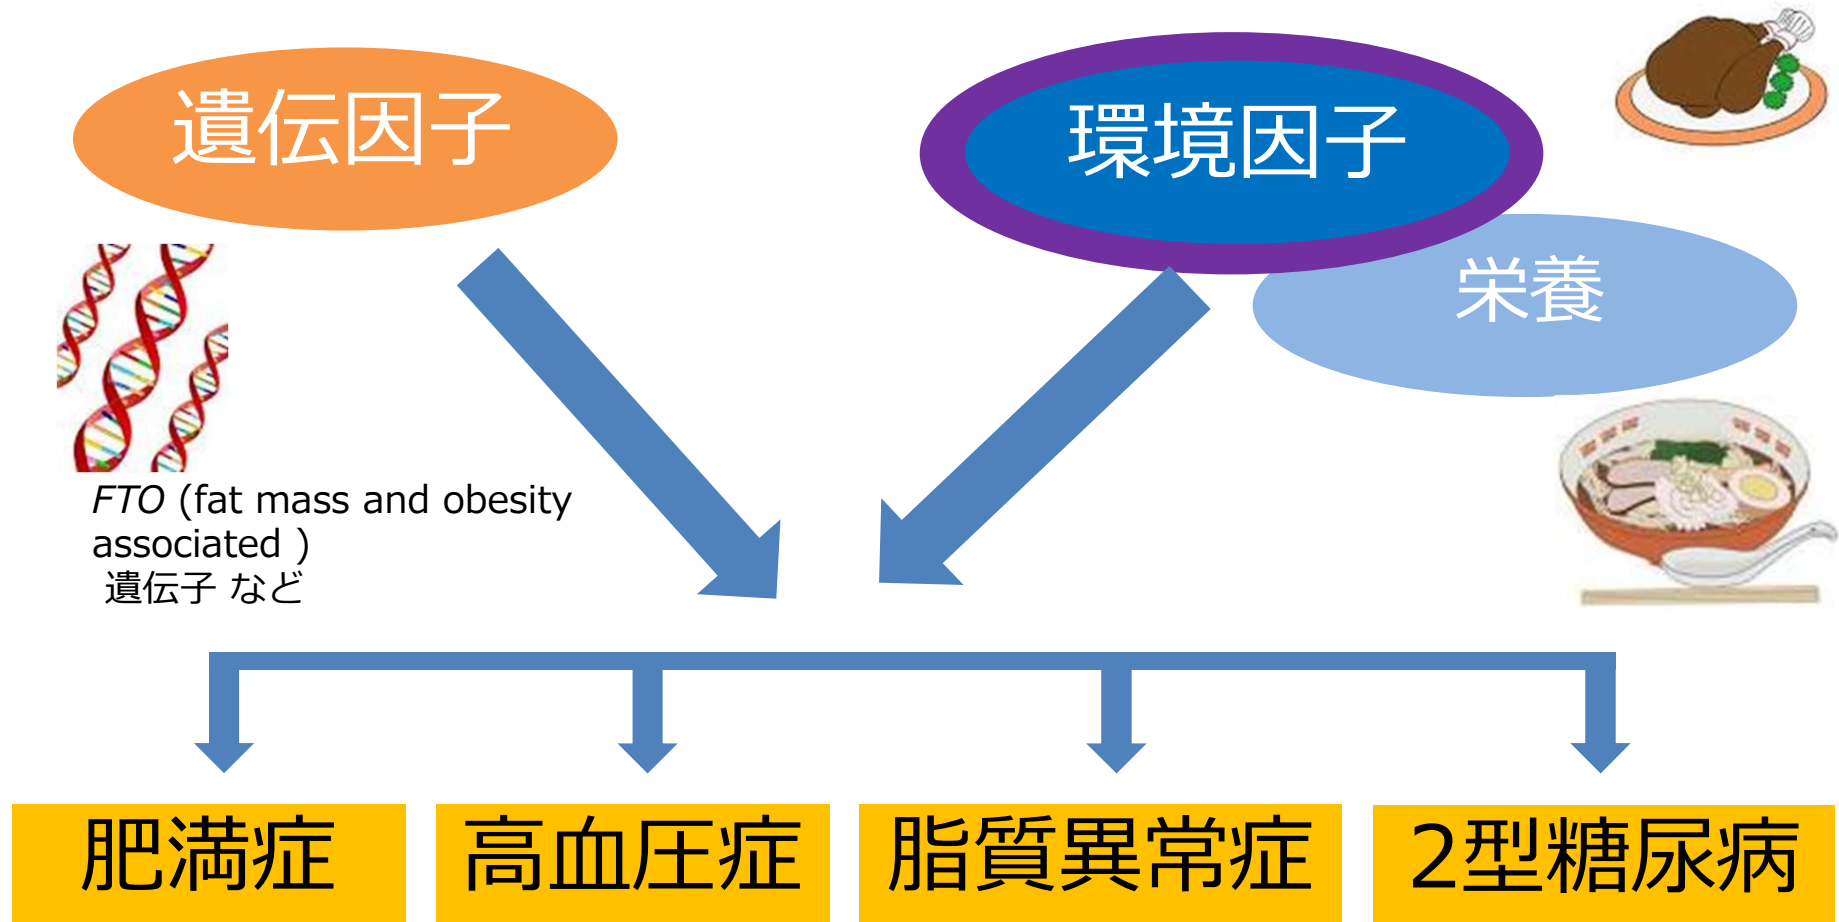 遺伝因子
環境因子
栄養
FTO (fat mass and obesity
associated )
遺伝子 など
肥満症
高血圧症
脂質異常症
2型糖尿病